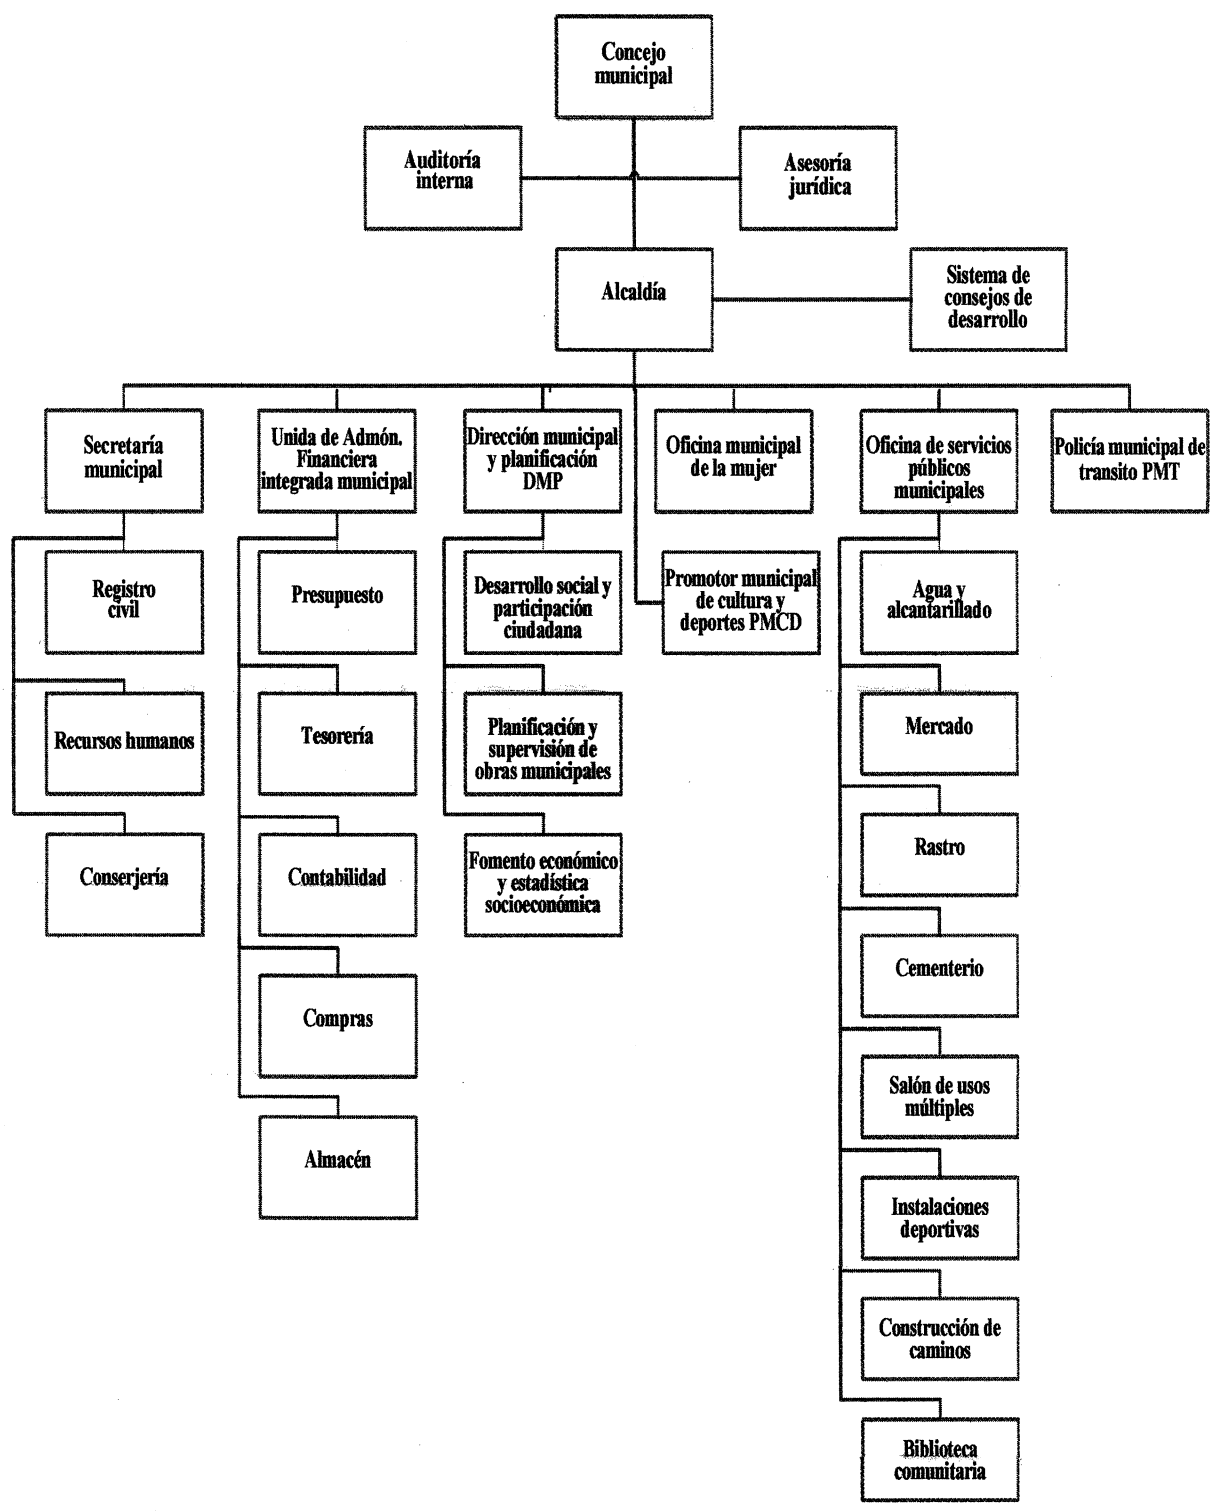 Concejo
municipal
Auditoría
interna
Asesoría
jurídica
Alcaldía
Sistema de
consejos de
desarrollo
Secretaría
municipal
Unida de Admón.
Financiera
integrada municipal
Dirección municipal
y planificación
DMP
Oficina municipal
de la mujer
Oficina de servicios
públicos
municipales
Policía municipal de
transito PMT
Registro
civil
Presupuesto
Desarrollo social y
participación
ciudadana
Promotor municipal
de cultura y
deportes PMCD
Agua y
alcantarillado
Recursos humanos
Tesorería
Planificación y
supervisión de
obras municipales
Mercado
Conserjería
Contabilidad
Fomento económico
y estadística
socioeconómica
Rastro
Compras
Cementerio
Almacén
Salón de usos
múltiples
Instalaciones
deportivas
Construcción de
caminos
Biblioteca
comunitaria